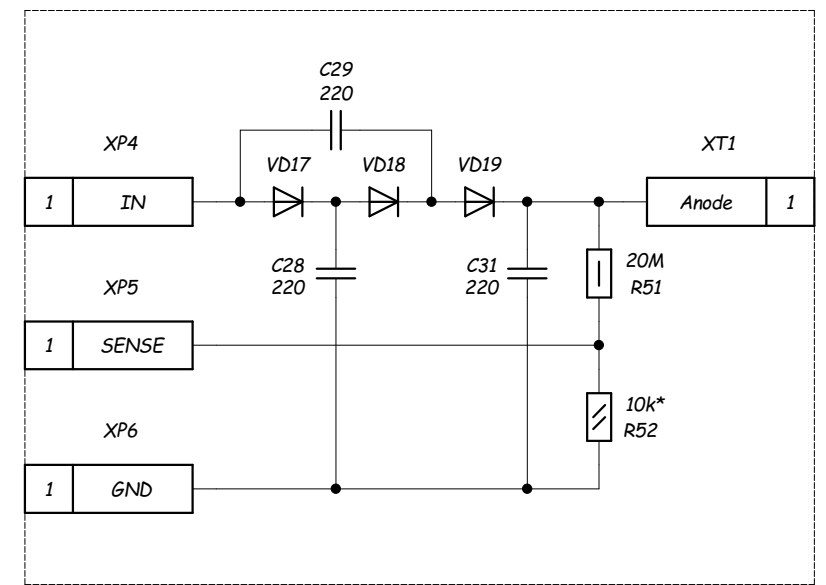 C29
220
XP4
VD17
VD18
VD19
XT1
1
IN
Anode
1
C28
220
C31
220
20M
R51
XP5
1
SENSE
10k*
R52
XP6
1
GND